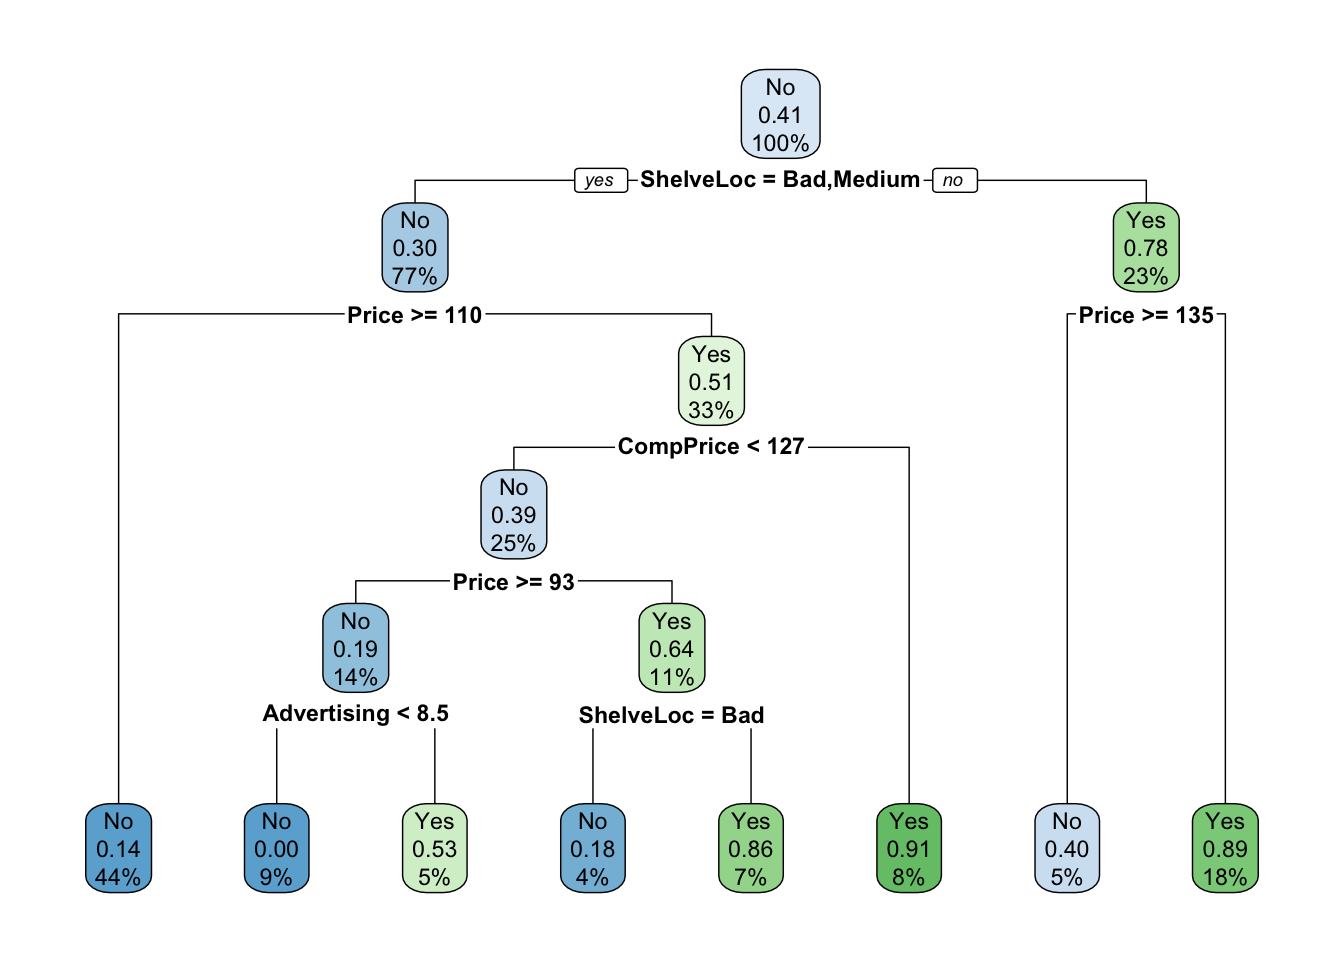 No
0.41
100%
yes ShelveLoc = Bad,Medium no
No
0.30
77%
Yes
0.78
23%
Price >= 110
Price >= 135
Yes
0.51
33%
CompPrice < 127
No
0.39
25%
Price >= 93
No
0.19
14%
Yes
0.64
11%
Advertising < 8.5
ShelveLoc = Bad
No
0.14
44%
No
0.00
9%
Yes
0.53
5%
No
0.18
4%
Yes
0.86
7%
Yes
0.91
8%
No
0.40
5%
Yes
0.89
18%